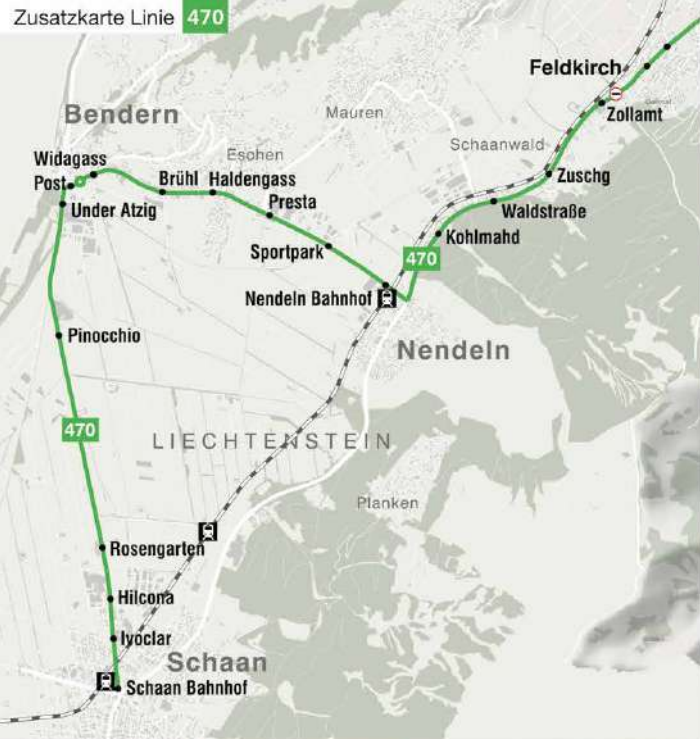 Zusatzkarte Linie 470
Feldkirch
Zollamt
Bendern
Mauren
Schaanwald
Eschen
Widagass
Post
Brühl
Haldengass
Zuschg
Under Atzig
Presta
Waldstraße
Sportpark
Kohlmahd
470
Nendeln Bahnhof
Pinocchio
Nendeln
470
LIECHTENSTEIN
Planken
Rosengarten
Hilcona
Ivoclar
Schaan
Schaan Bahnhof